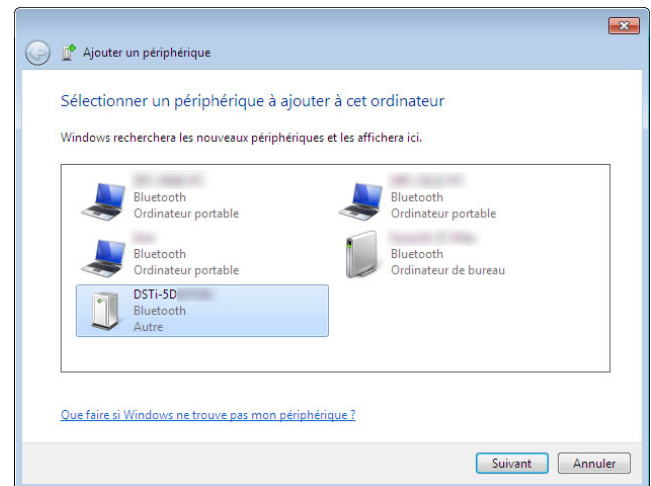 Ajouter un périphérique
Sélectionner un périphérique à ajouter à cet ordinateur
Windows recherchera les nouveaux périphériques et les affichera ici.
Bluetooth
Ordinateur portable
Bluetooth
Ordinateur portable
Bluetooth
Ordinateur portable
Bluetooth
Ordinateur de bureau
DSTi-5D
Bluetooth
Autre
Que faire si Windows ne trouve pas mon périphérique ?
Suivant
Annuler